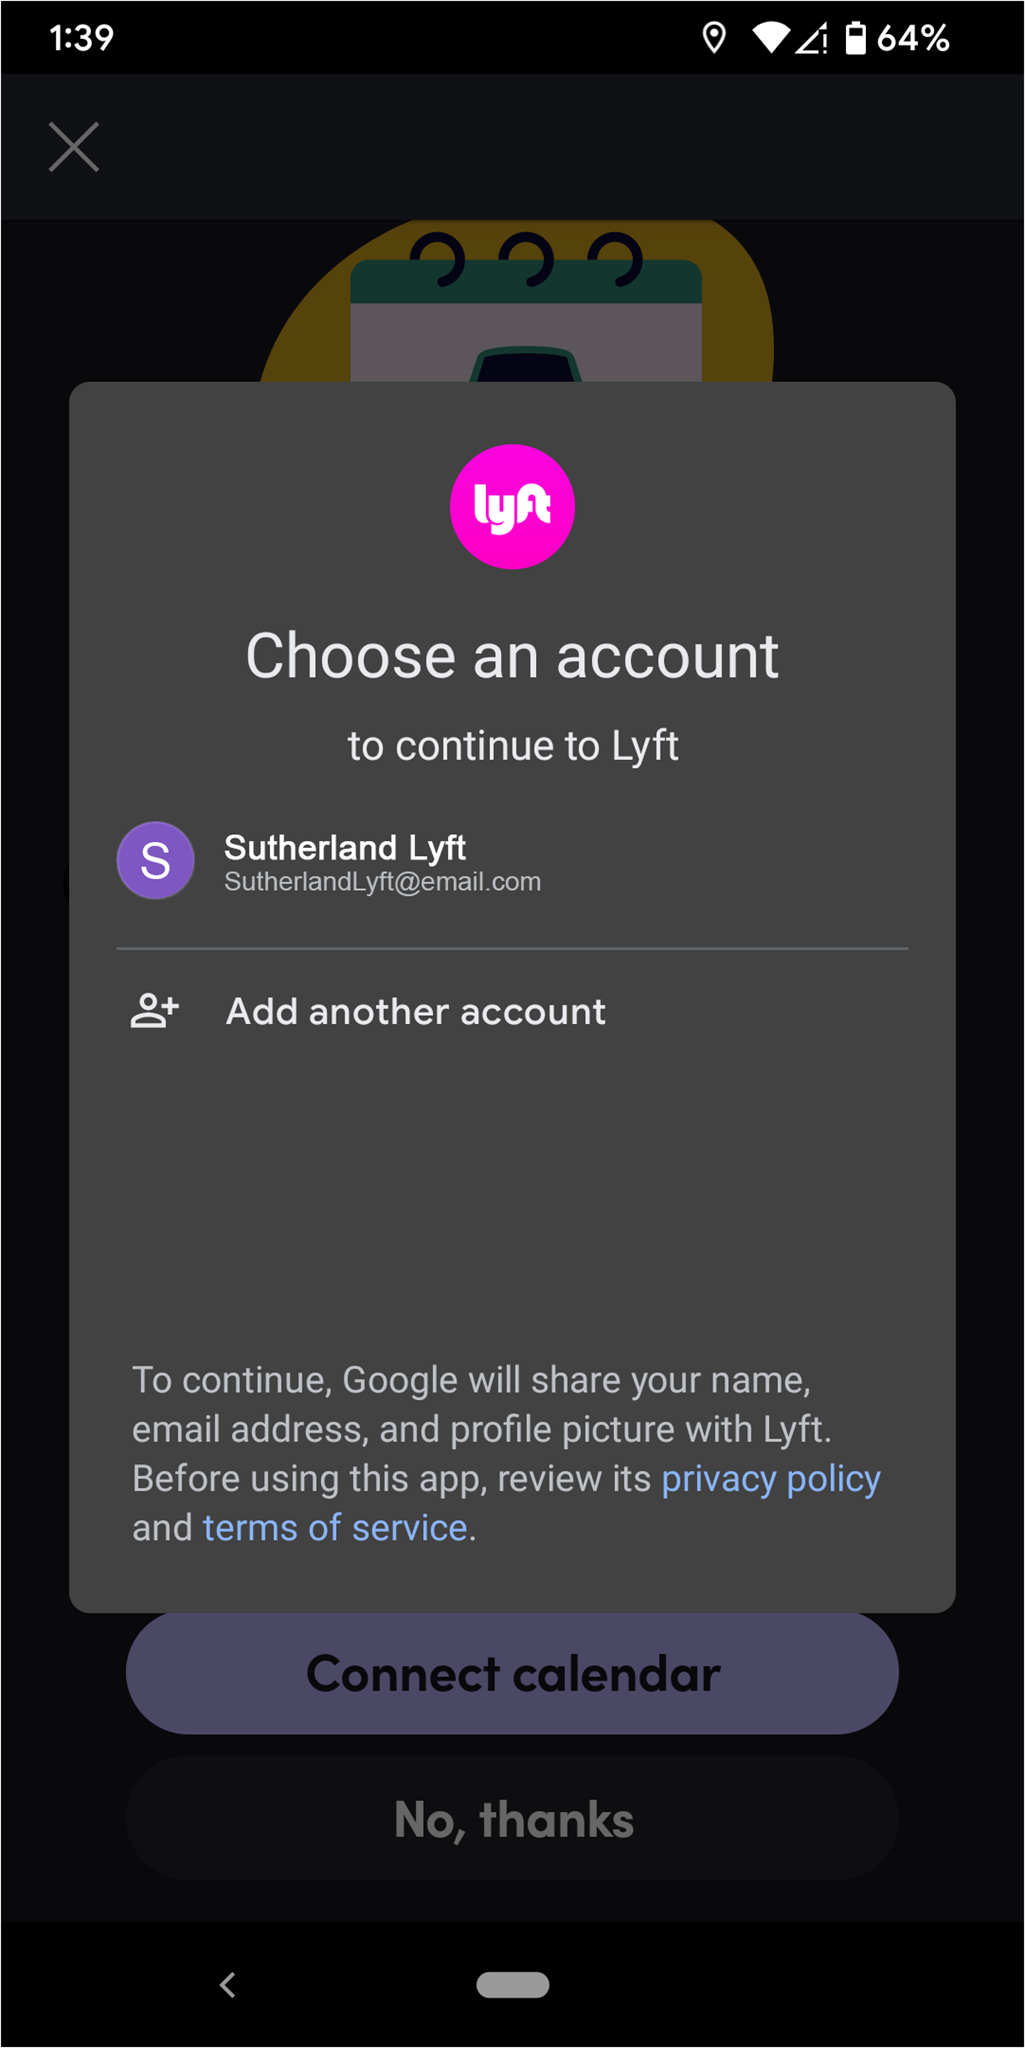 1:39
64%
lyft
Choose an account
to continue to Lyft
S
Sutherland Lyft
SutherlandLyft@email.com
Add another account
To continue, Google will share your name,
email address, and profile picture with Lyft.
Before using this app, review its privacy policy
and terms of service.
Connect calendar
No, thanks